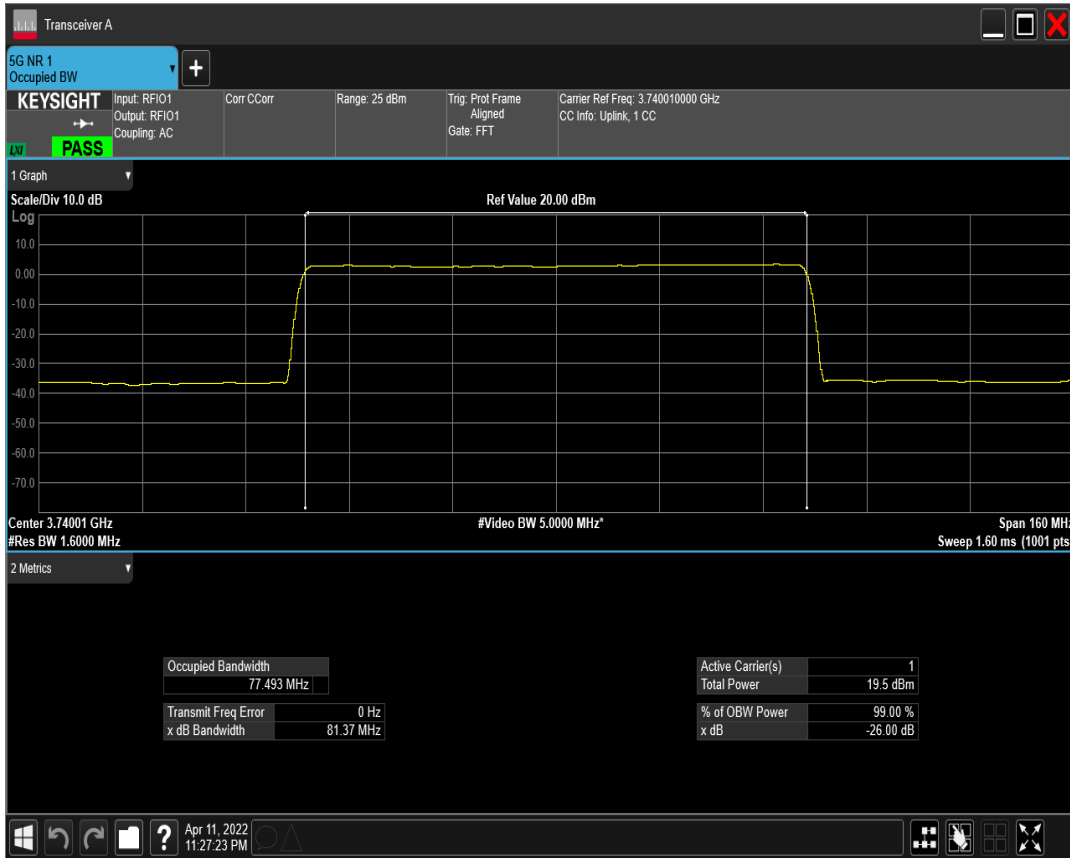 Transceiver A
5G NR 1
Occupied BW
KEYSIGHT
LXI
PASS
Input: RFIO1
Output: RFIO1
Coupling: AC
Corr CCorr
Range: 25 dBm
Trig: Prot Frame
Aligned
Gate: FFT
Carrier Ref Freq: 3.740010000 GHz
CC Info: Uplink, 1 CC
1 Graph
Scale/Div 10.0 dB
Ref Value 20.00 dBm
Log
10.0
0.00
-10.0
-20.0
-30.0
-40.0
-50.0
-60.0
-70.0
Center 3.74001 GHz
#Video BW 5.0000 MHz*
Span 160 MHz
#Res BW 1.6000 MHz
Sweep 1.60 ms (1001 pts
2 Metrics
Occupied Bandwidth
77.493 MHz
Transmit Freq Error 0 Hz
x dB Bandwidth 81.37 MHz
Active Carrier(s) 1
Total Power 19.5 dBm
% of OBW Power 99.00 %
x dB -26.00 dB
?
Apr 11, 2022
11:27:23 PM